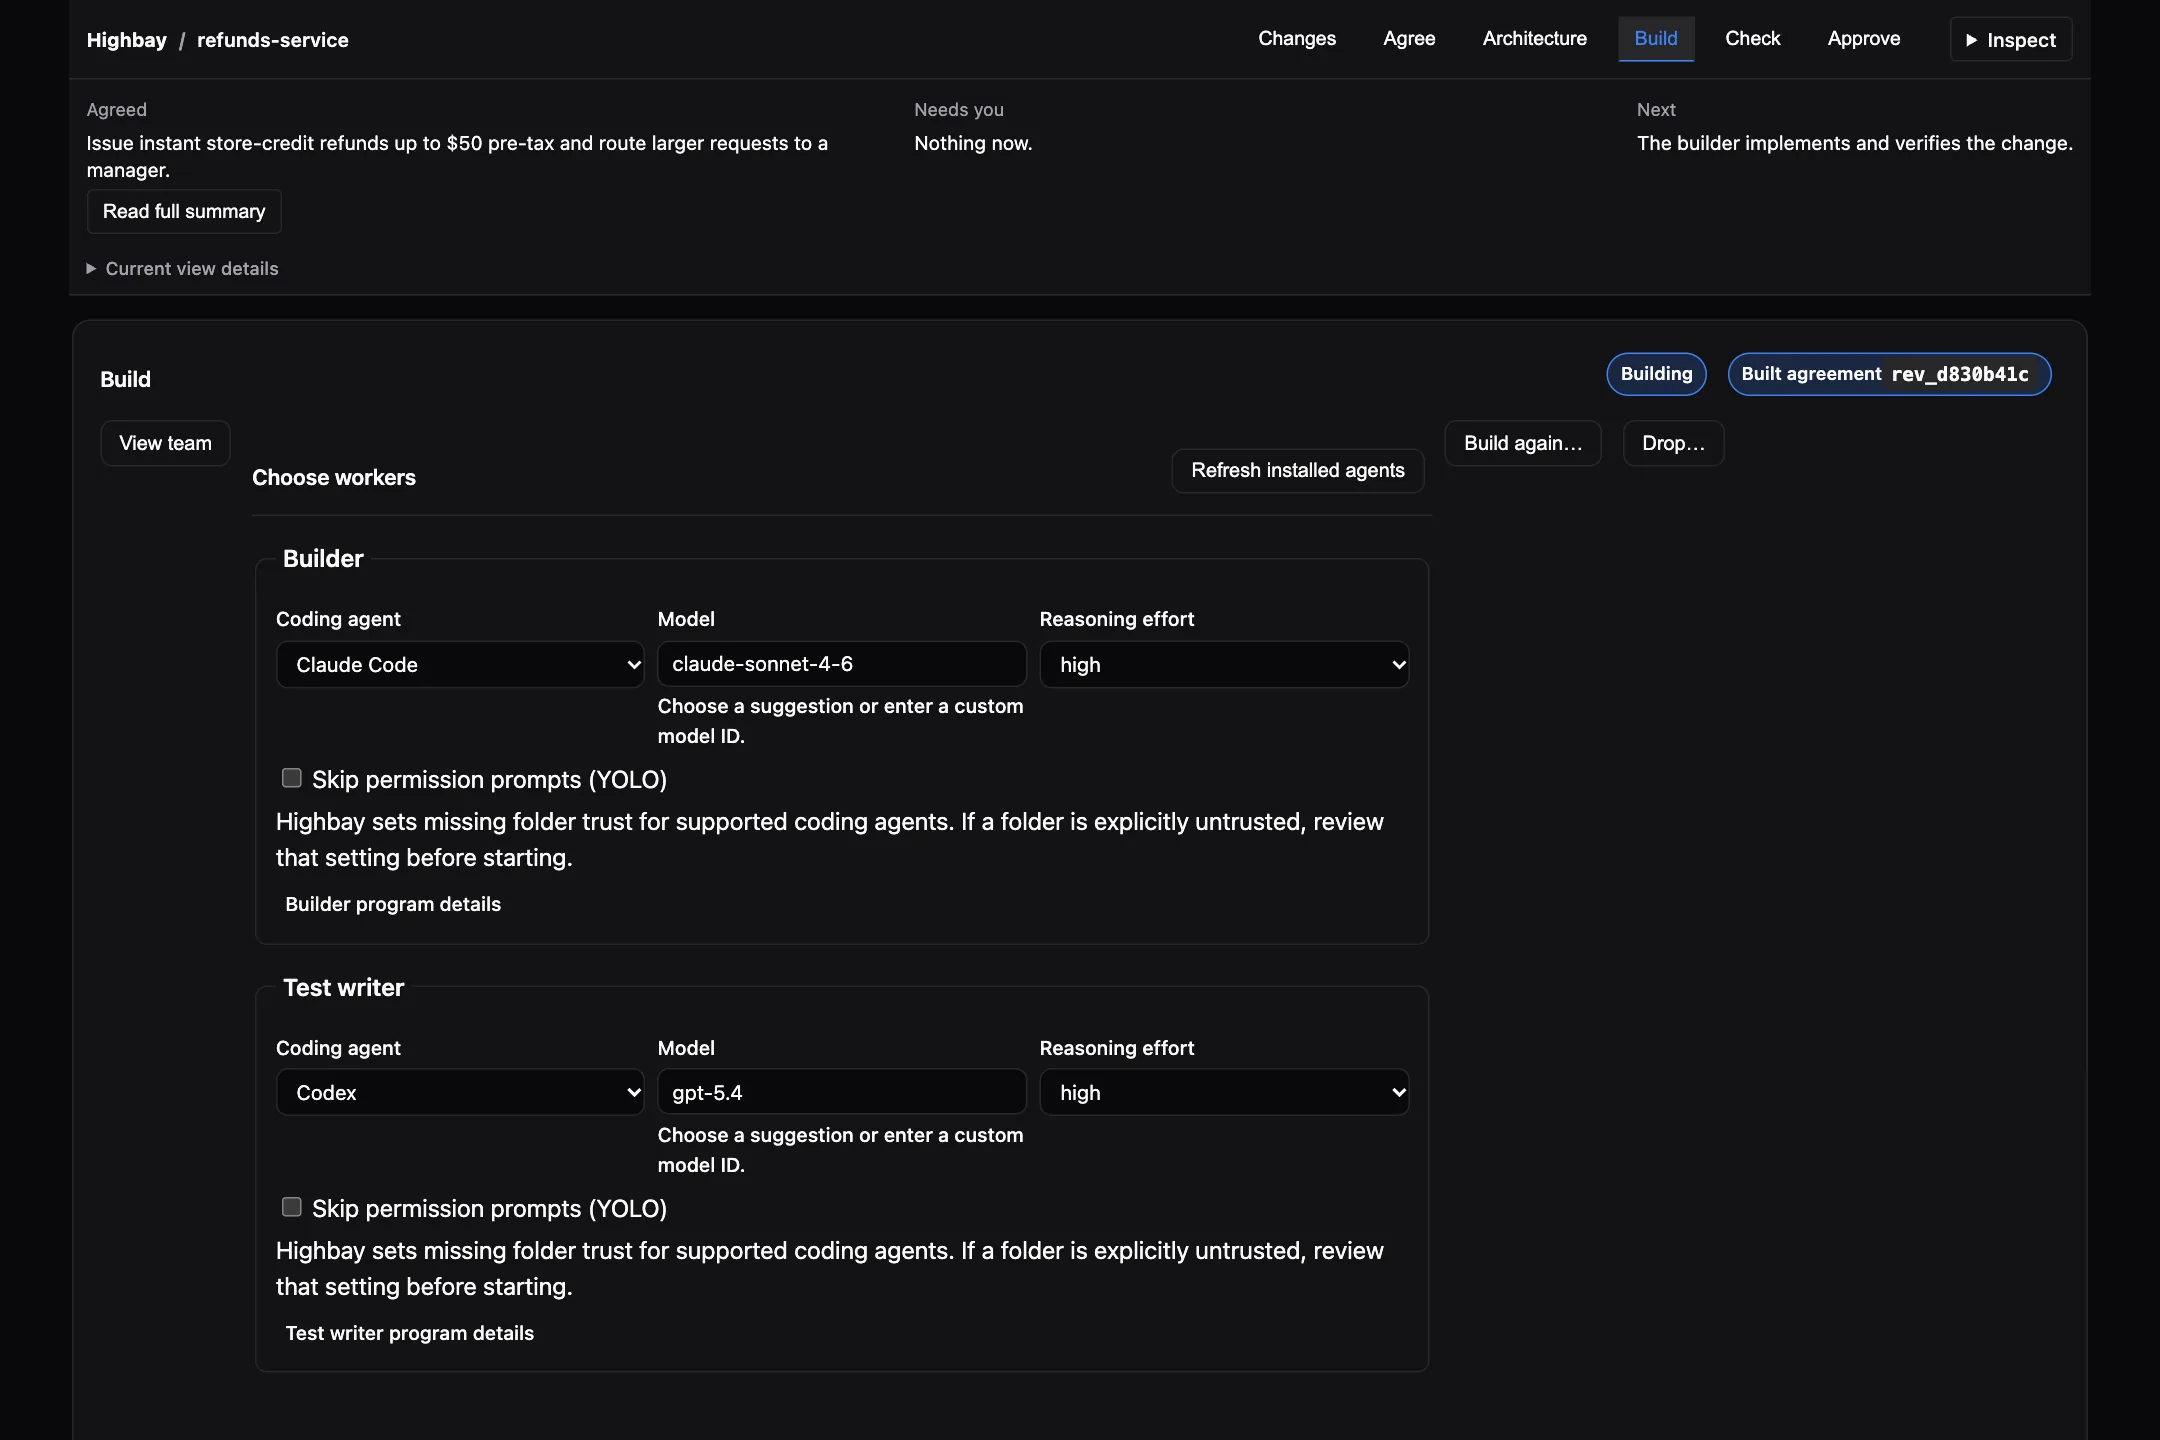 Highbay / refunds-service
Changes
Agree
Architecture
Build
Check
Approve
▶ Inspect
Agreed
Issue instant store-credit refunds up to $50 pre-tax and route larger requests to a
manager.
Read full summary
▶ Current view details
Needs you
Nothing now.
Next
The builder implements and verifies the change.
Build
Building
Built agreement rev_d830b41c
View team
Choose workers
Refresh installed agents
Build again…
Drop…
Builder
Coding agent
Claude Code
Model
claude-sonnet-4-6
Choose a suggestion or enter a custom
model ID.
Reasoning effort
high
Skip permission prompts (YOLO)
Highbay sets missing folder trust for supported coding agents. If a folder is explicitly untrusted, review
that setting before starting.
Builder program details
Test writer
Coding agent
Codex
Model
gpt-5.4
Choose a suggestion or enter a custom
model ID.
Reasoning effort
high
Skip permission prompts (YOLO)
Highbay sets missing folder trust for supported coding agents. If a folder is explicitly untrusted, review
that setting before starting.
Test writer program details